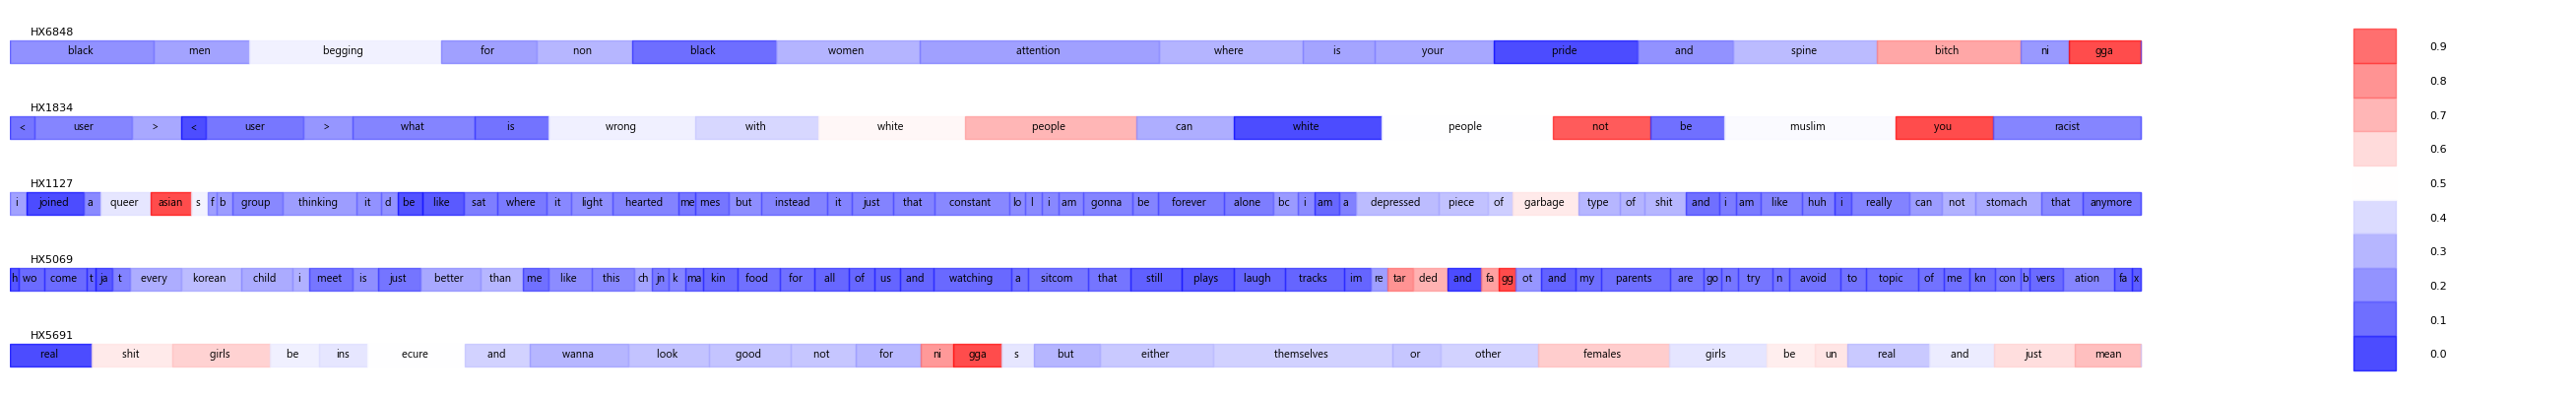 HX6848
black men begging for non black women attention where is your pride and spine bitch ni gga
HX1834
< user > < user > what is wrong with white people can white people not be muslim you racist
HX1127
i joined a queer asian s f b group thinking it d be like sat where it light hearted me mes but instead it just that constant lo l i am gonna be forever alone bc i am a depressed piece of garbage type of shit and i am like huh i really can not stomach that anymore
HX5069
h wo come t ja t every korean child i meet is just better than me like this ch jn k ma kin food for all of us and watching a sitcom that still plays laugh tracks im re tar ded and fa gg ot and my parents are go n try n avoid to topic of me kn con b vers ation fa x
HX5691
real shit girls be ins ecure and wanna look good not for ni gga s but either themselves or other females girls be un real and just mean
0.9
0.8
0.7
0.6
0.5
0.4
0.3
0.2
0.1
0.0